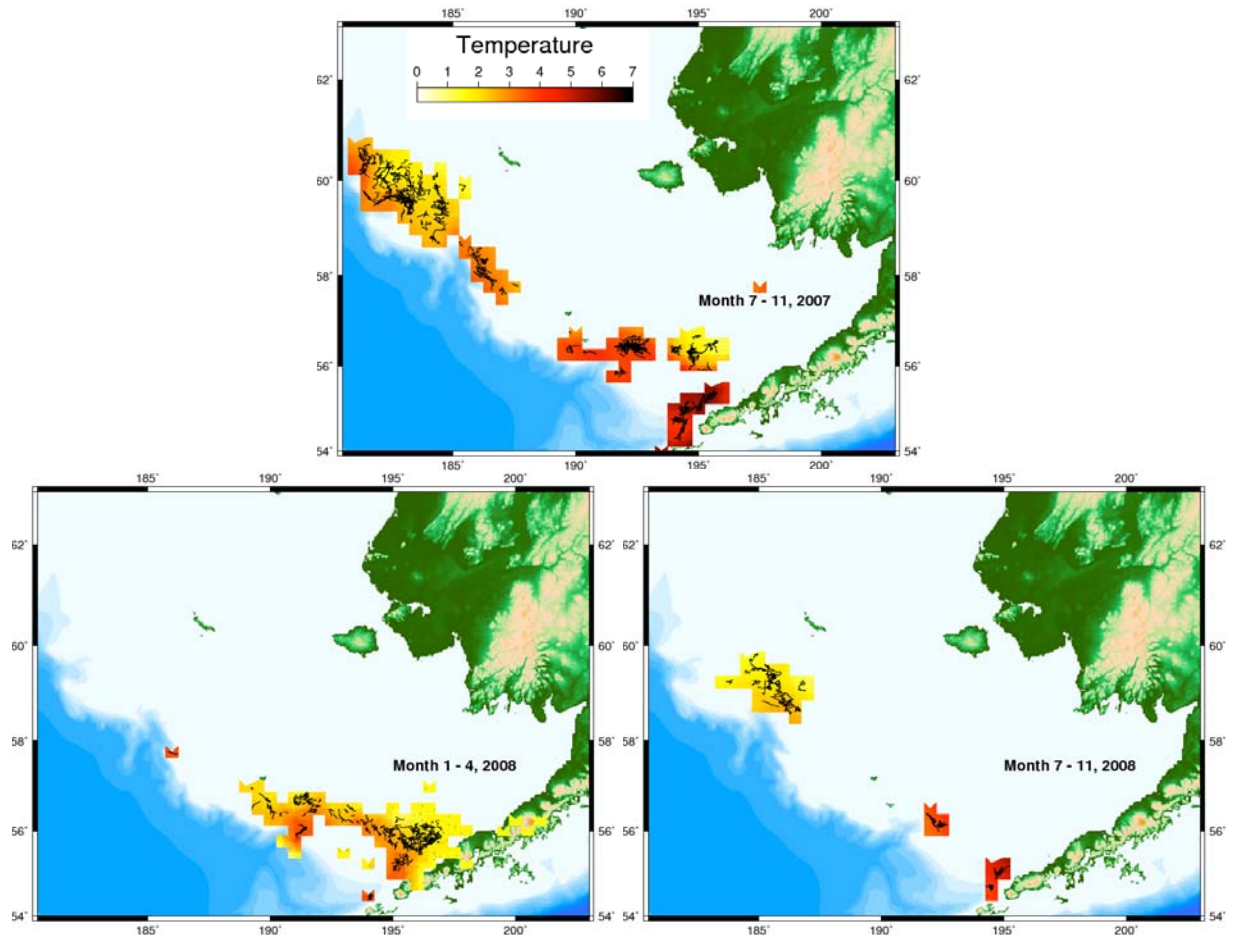 185° 190° 195° 200°
Temperature
0 1 2 3 4 5 6 7
62° 62°
60° 60°
58° 58°
Month 7 - 11, 2007
56° 56°
54° 54°
185° 190° 195° 200°
185° 190° 195° 200° 185° 190° 195° 200°
62° 62° 62° 62°
60° 60° 60° 60°
58° 58° 58° 58°
Month 1 - 4, 2008 Month 7 - 11, 2008
56° 56° 56° 56°
54° 54° 54° 54°
185° 190° 195° 200° 185° 190° 195° 200°